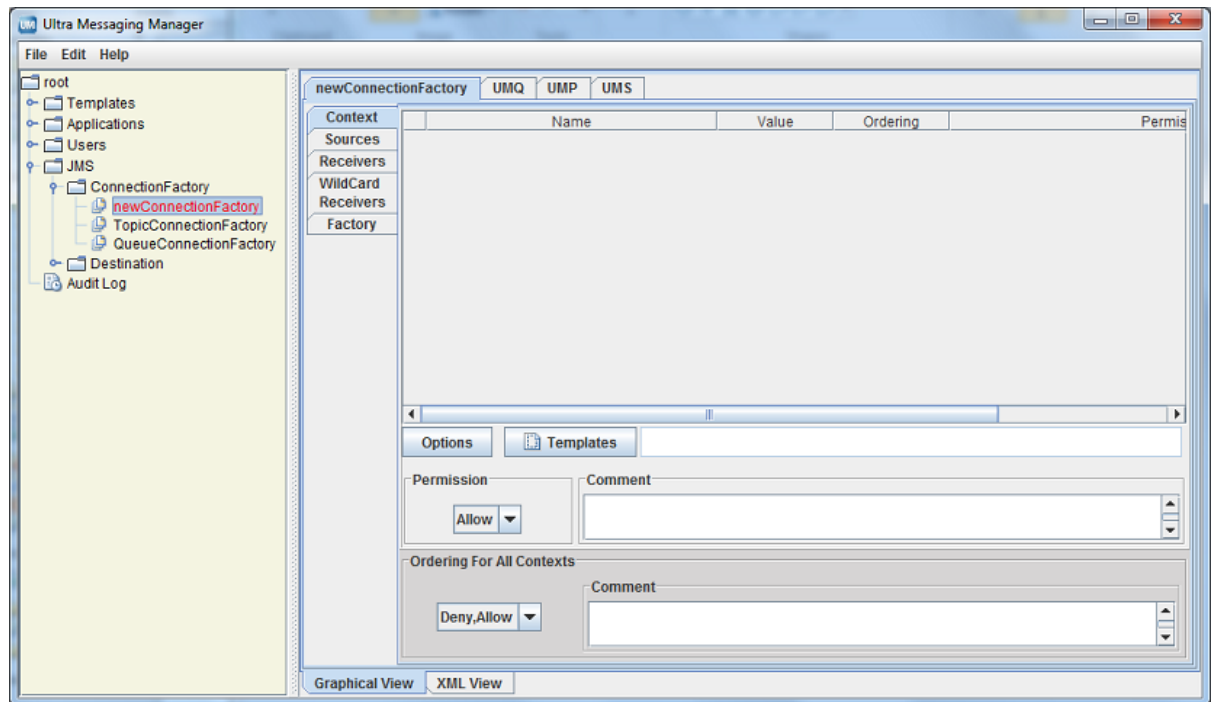 UM Ultra Messaging Manager
File Edit Help
root
Templates
Applications
Users
JMS
ConnectionFactory
newConnectionFactory
TopicConnectionFactory
QueueConnectionFactory
Destination
Audit Log
newConnectionFactory UMQ UMP UMS
Context
Sources
Receivers
WildCard
Receivers
Factory
Name Value Ordering Permis
Options Templates
Permission Comment
Allow
Ordering For All Contexts
Comment
Deny,Allow
Graphical View XML View